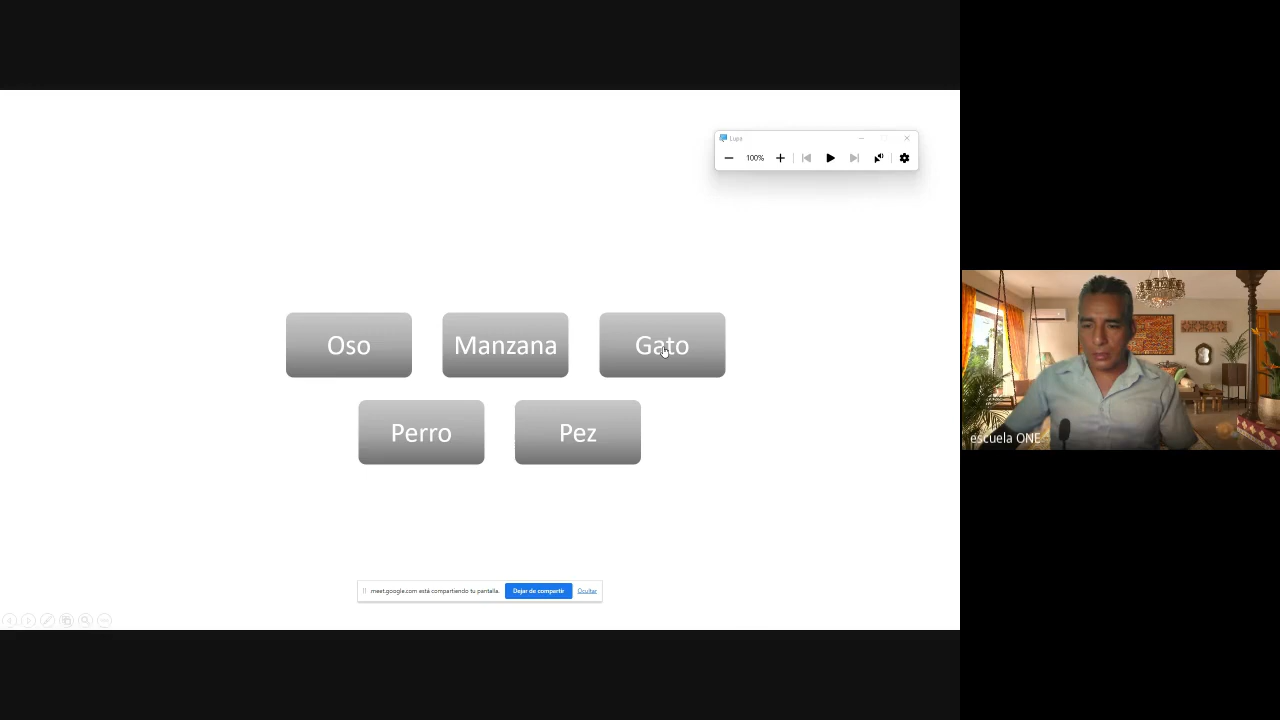 Lupa
100%
Oso
Manzana
Gato
Perro
Pez
escuela ONE
meet.google.com está compartiendo tu pantalla.
Dejar de compartir
Ocultar